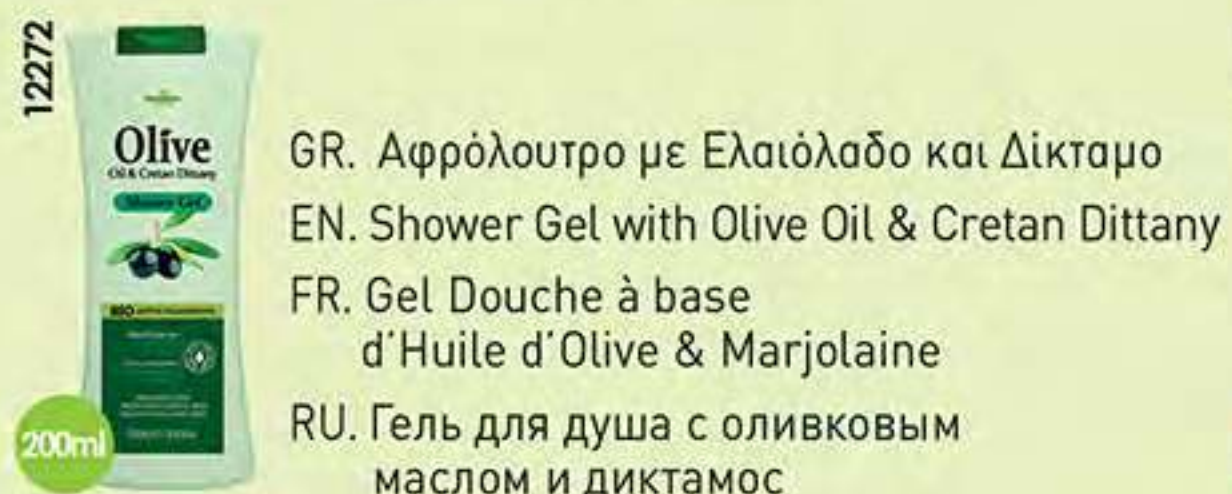 12272
Olive
Oil & Cretan Dittany
Shower Gel
BIO
200ml
GR. Αφρόλουτρο με Ελαιόλαδο και Δίκταμο
EN. Shower Gel with Olive Oil & Cretan Dittany
FR. Gel Douche à base
d'Huile d'Olive & Marjolaine
RU. Гель для душа с оливковым
маслом и диктамос